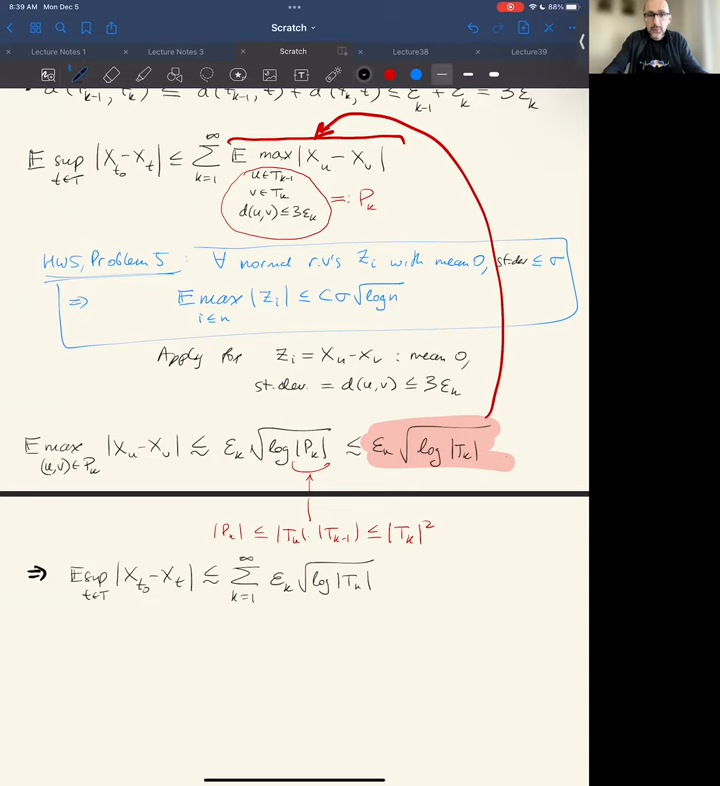 8:39 AM Mon Dec 5
88%
Scratch
Lecture Notes 1
Lecture Notes 3
Scratch
Lecture38
Lecture39
• d(t_{k-1}, t_k) ≤ d(t_{k-1}, t) + d(t_k, t) ≤ ε_{k-1} + ε_k = 3ε_k
E sup_{t∈T} |X_{t_0} - X_t| ≤ Σ_{k=1}^∞ E max_{u∈T_{k-1}, v∈T_k, d(u,v)≤3ε_k} |X_u - X_v|
=: P_k
HW5, Problem 5: ∀ normal r.v's Z_i with mean 0, st.dev ≤ σ
⇒ E max_{i≤n} |Z_i| ≤ Cσ√log n
Apply for Z_i = X_u - X_v : mean 0,
st.dev. = d(u,v) ≤ 3ε_k
E max_{(u,v)∈P_k} |X_u - X_v| ≲ ε_k √log |P_k| ≲ ε_k √log |T_k|
|P_k| ≤ |T_k|·|T_{k-1}| ≤ |T_k|²
⇒ E sup_{t∈T} |X_{t_0} - X_t| ≲ Σ_{k=1}^∞ ε_k √log |T_k|